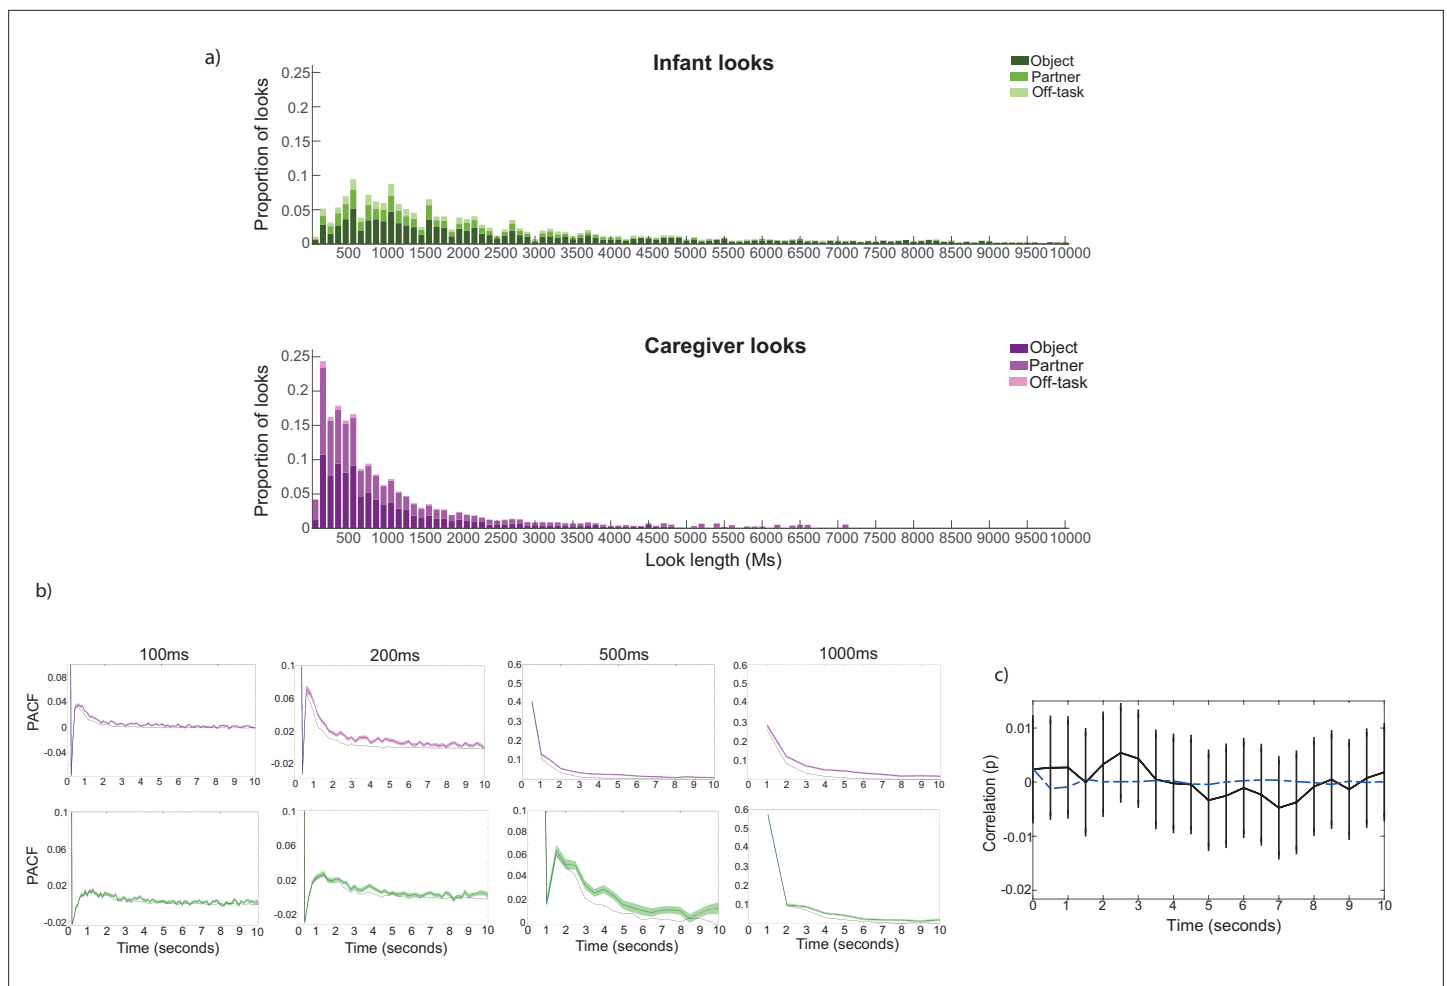 a)
Infant looks
Object
Partner
Off-task
Proportion of looks
0.25
0.2
0.15
0.1
0.05
0
500 1000 1500 2000 2500 3000 3500 4000 4500 5000 5500 6000 6500 7000 7500 8000 8500 9000 9500 10000
Caregiver looks
Object
Partner
Off-task
Proportion of looks
0.25
0.2
0.15
0.1
0.05
0
500 1000 1500 2000 2500 3000 3500 4000 4500 5000 5500 6000 6500 7000 7500 8000 8500 9000 9500 10000
Look length (Ms)
b)
100ms
PACF
0.08
0.04
0
-0.04
0 1 2 3 4 5 6 7 8 9 10
200ms
0.1
0.06
0.02
-0.02
0 1 2 3 4 5 6 7 8 9 10
500ms
0.6
0.5
0.4
0.3
0.2
0.1
0 1 2 3 4 5 6 7 8 9 10
1000ms
0.6
0.5
0.4
0.3
0.2
0.1
0 1 2 3 4 5 6 7 8 9 10
PACF
0.1
0.06
0.02
-0.02
0 1 2 3 4 5 6 7 8 9 10
Time (seconds)
0.1
0.06
0.02
-0.02
0 1 2 3 4 5 6 7 8 9 10
Time (seconds)
0.1
0.08
0.06
0.04
0.02
0
0 1 2 3 4 5 6 7 8 9 10
Time (seconds)
0.6
0.5
0.4
0.3
0.2
0.1
0 1 2 3 4 5 6 7 8 9 10
Time (seconds)
c)
Correlation (p)
0.01
0
-0.01
-0.02
0 1 2 3 4 5 6 7 8 9 10
Time (seconds)